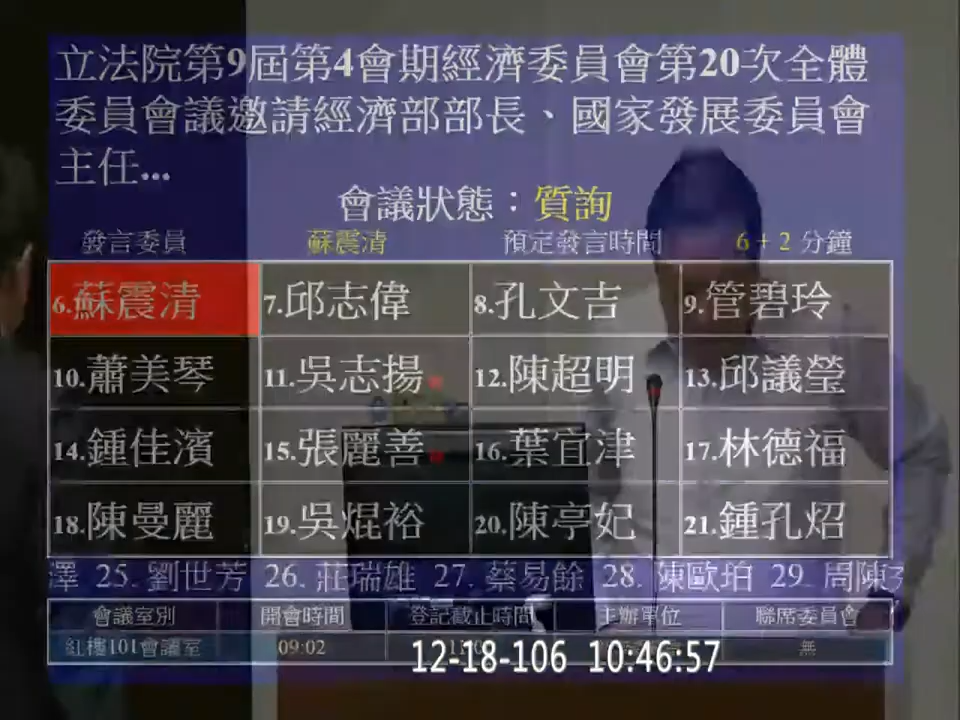 立法院第9屆第4會期經濟委員會第20次全體
委員會議邀請經濟部部長、國家發展委員會
主任...
會議狀態：質詢
發言委員 蘇震清 預定發言時間 6 + 2 分鐘
6.蘇震清 7.邱志偉 8.孔文吉 9.管碧玲
10.蕭美琴 11.吳志揚 12.陳超明 13.邱議瑩
14.鍾佳濱 15.張麗善 16.葉宜津 17.林德福
18.陳曼麗 19.吳焜裕 20.陳亭妃 21.鍾孔炤
澤 25. 劉世芳 26. 莊瑞雄 27. 蔡易餘 28. 陳歐珀 29. 周陳
會議室別 開會時間 登記截止時間 主辦單位 聯席委員會
紅樓101會議室 09:02 無
12-18-106 10:46:57